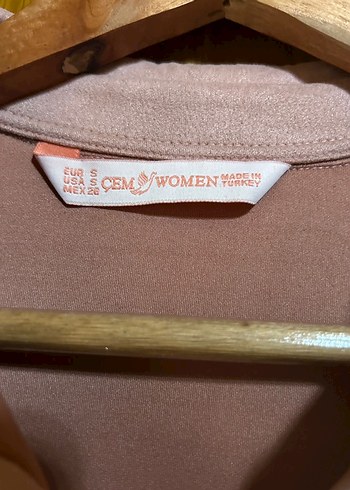 EUR S
USA S
MEX 26
ÇEM WOMEN
MADE IN
TURKEY